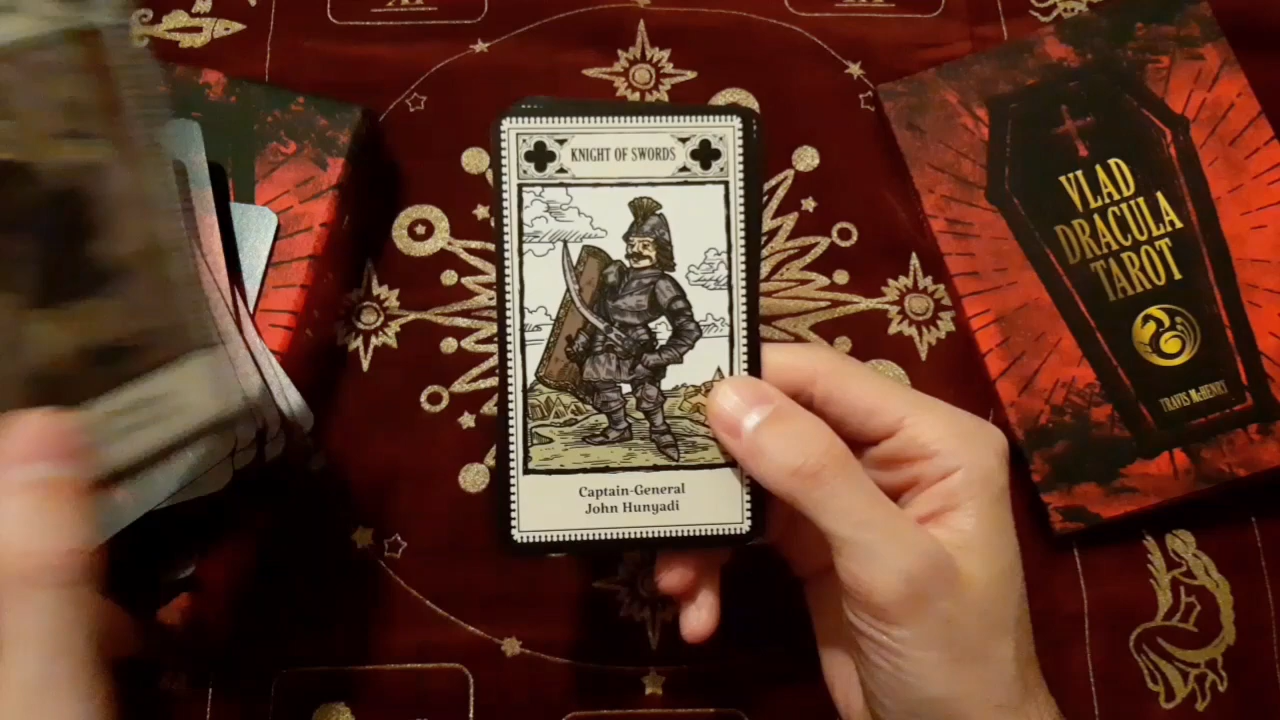 KNIGHT OF SWORDS
Captain-General
John Hunyadi
VLAD
DRACULA
TAROT
TRAVIS McHENRY